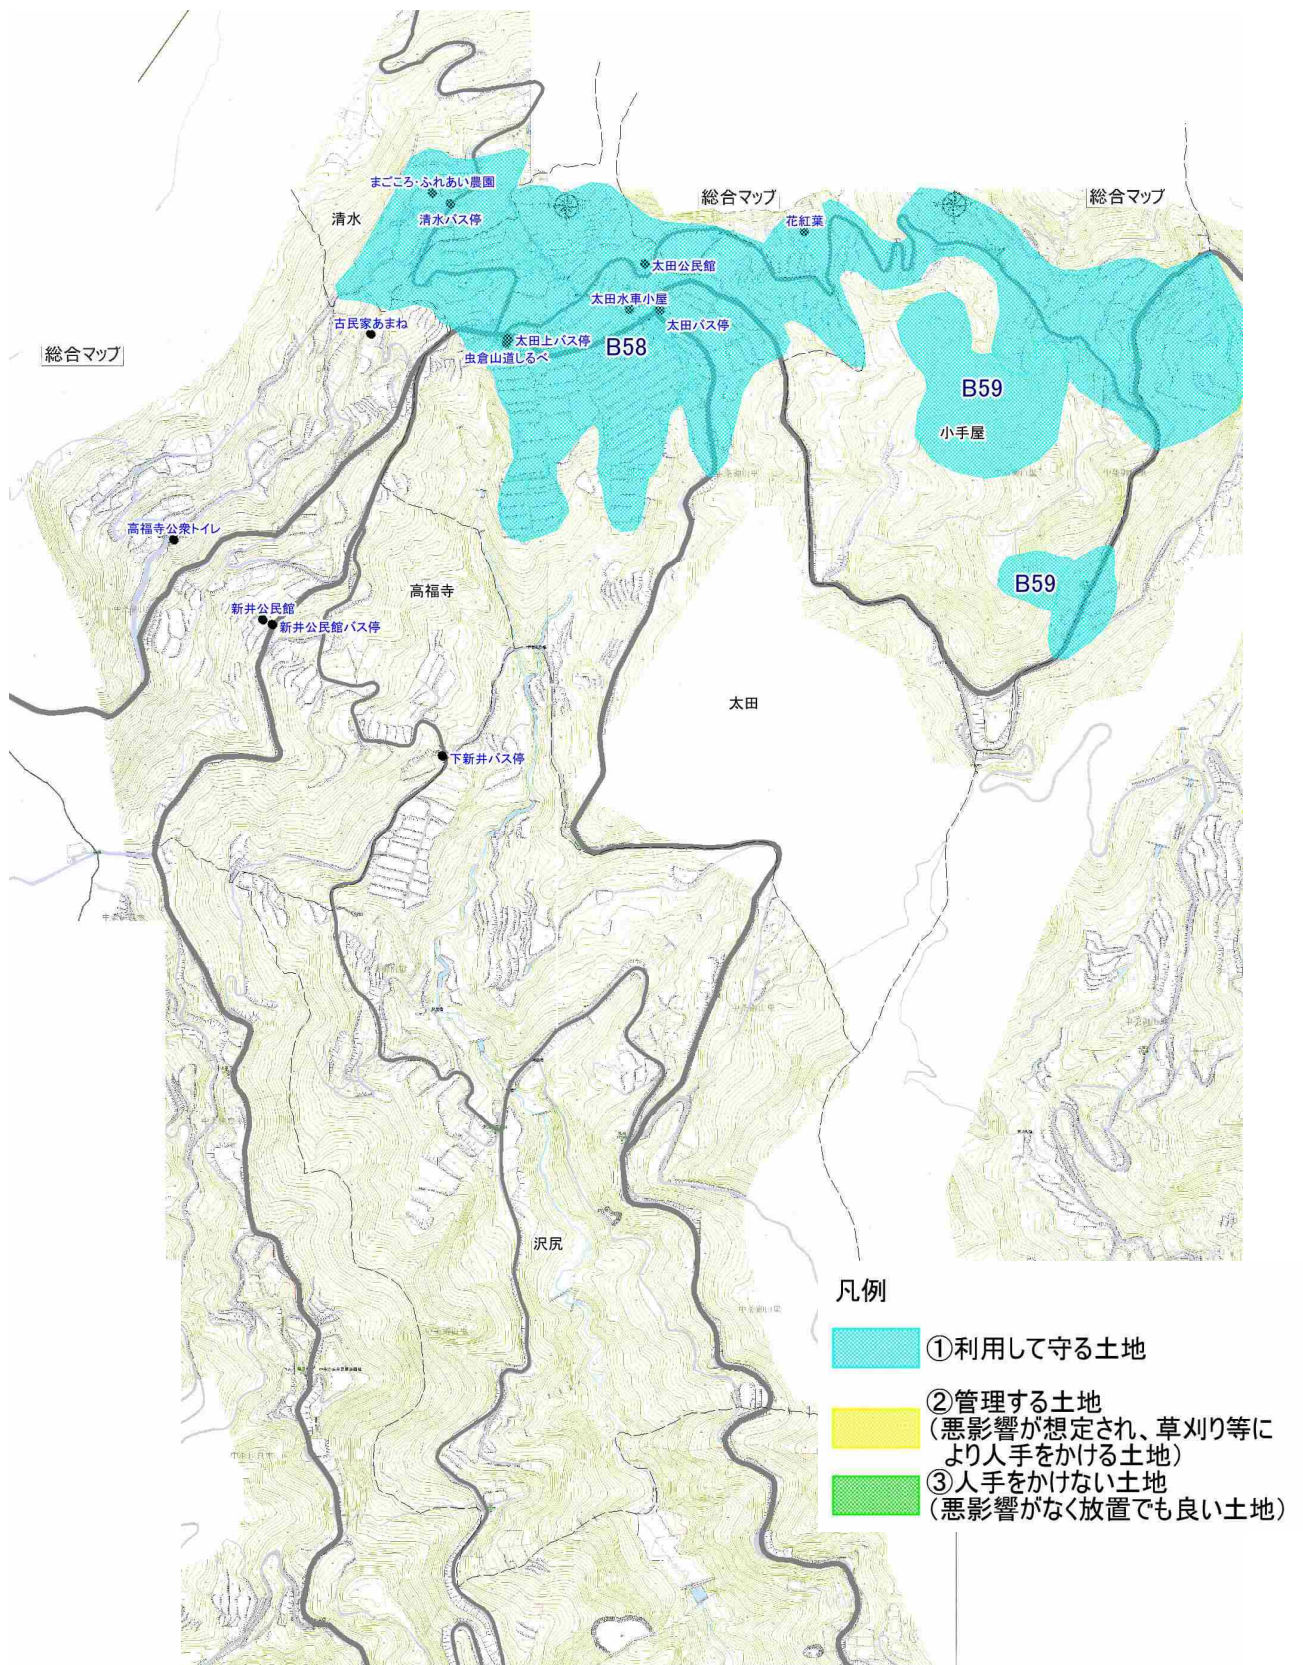 まごころ・ふれあい農園
総合マップ
総合マップ
清水
清水バス停
花紅葉
太田公民館
太田水車小屋
太田バス停
古民家あまね
太田上バス停
B58
虫倉山道しるべ
総合マップ
B59
小手屋
高福寺公衆トイレ
高福寺
B59
新井公民館
新井公民館バス停
太田
下新井バス停
沢尻
凡例
①利用して守る土地
②管理する土地
(悪影響が想定され、草刈り等に
より人手をかける土地)
③人手をかけない土地
(悪影響がなく放置でも良い土地)